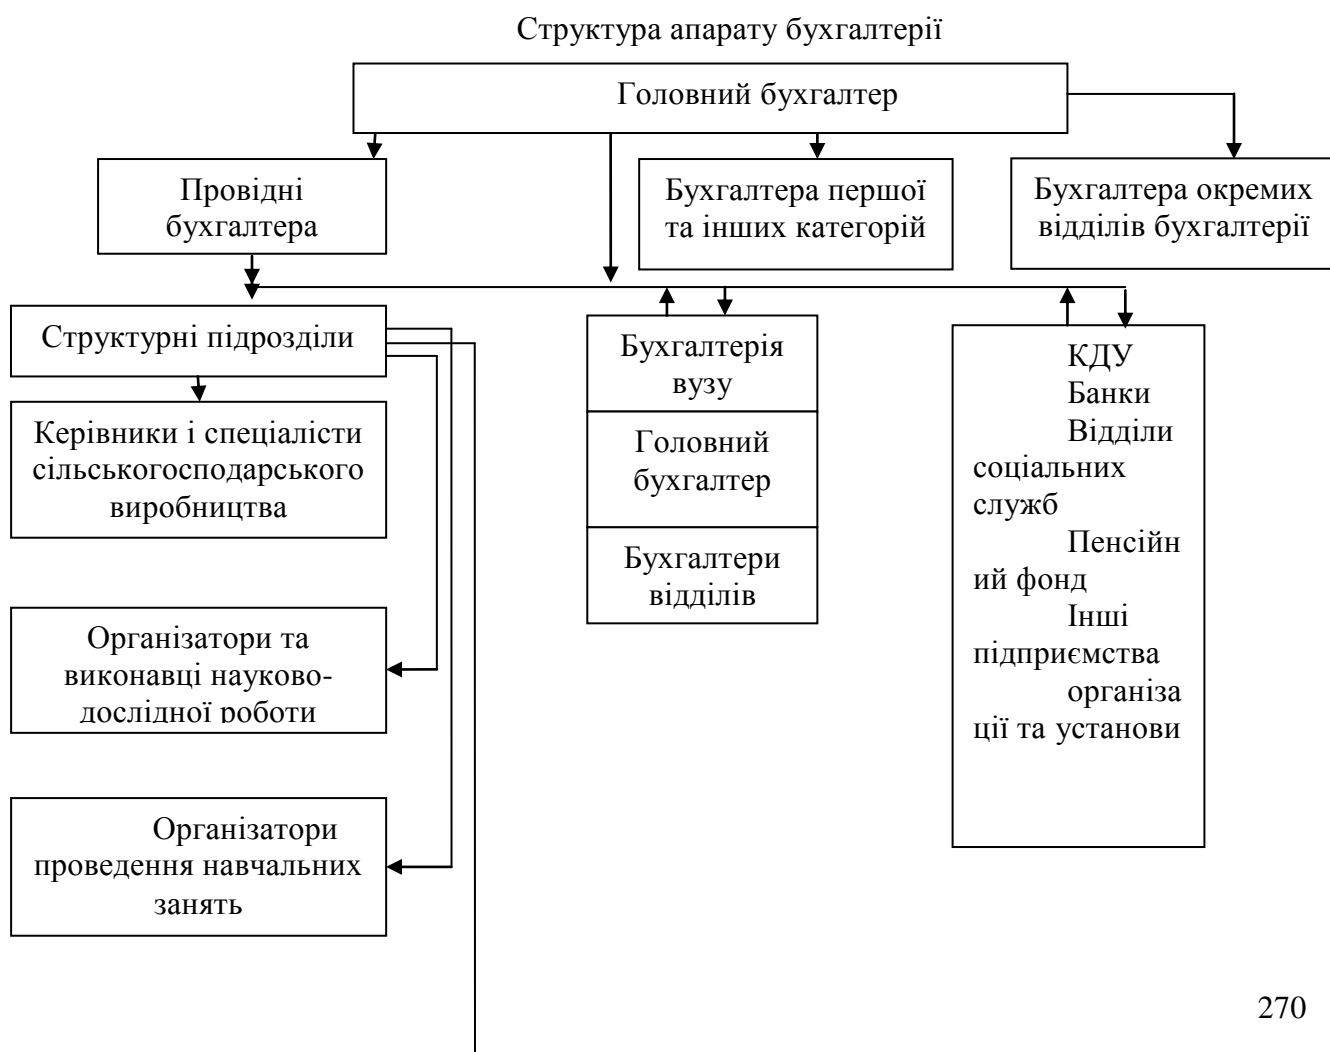 Структура апарату бухгалтерії
Головний бухгалтер
Провідні
бухгалтера
Бухгалтера першої
та інших категорій
Бухгалтера окремих
відділів бухгалтерії
Структурні підрозділи
Керівники і спеціалісти
сільськогосподарського
виробництва
Організатори та
виконавці науково-
дослідної роботи
Організатори
проведення навчальних
занять
Бухгалтерія
вузу
Головний
бухгалтер
Бухгалтери
відділів
КДУ
Банки
Відділи
соціальних
служб
Пенсійн
ий фонд
Інші
підприємства
організа
ції та установи
270